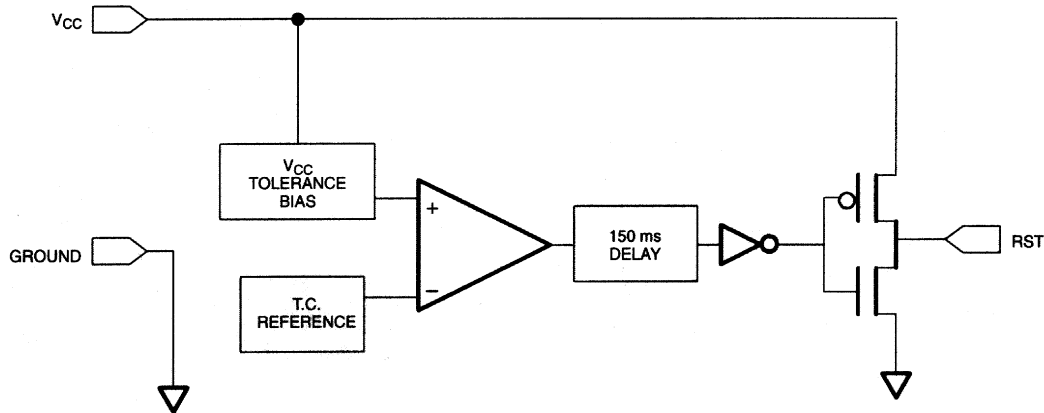 VCC
VCC
TOLERANCE
BIAS
+
150 ms
DELAY
RST
GROUND
−
T.C.
REFERENCE